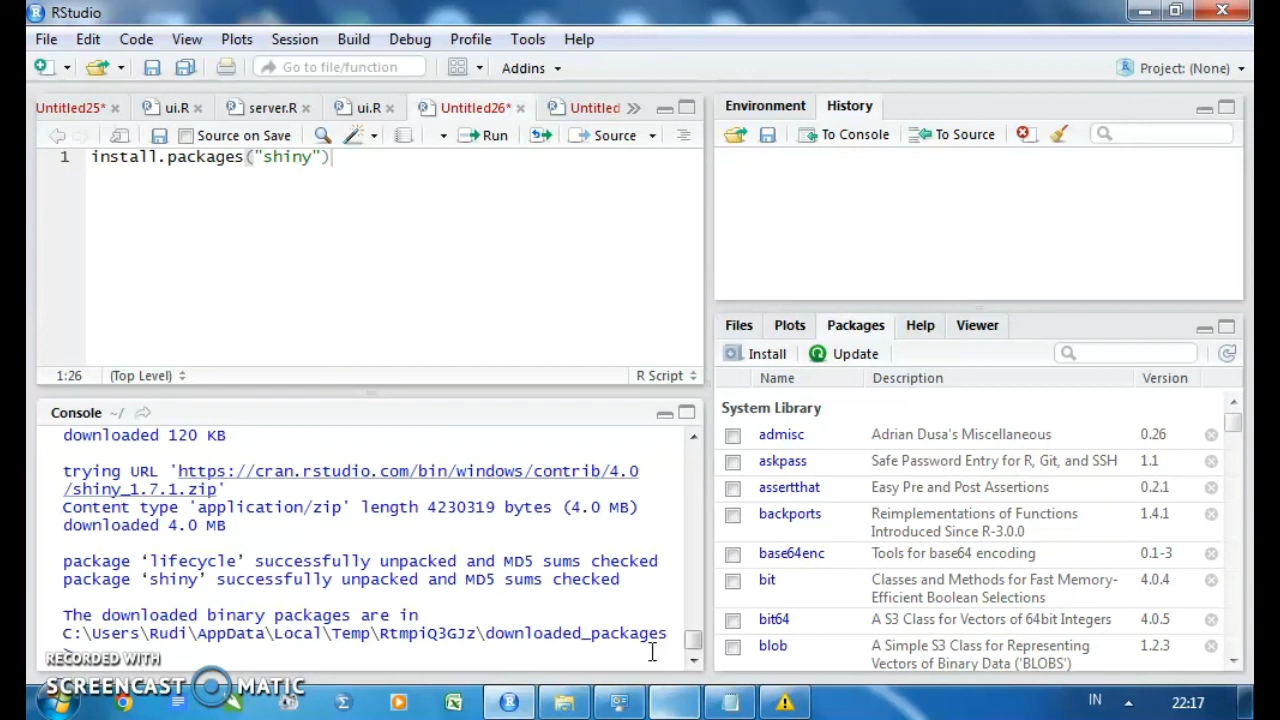 RStudio
File Edit Code View Plots Session Build Debug Profile Tools Help
Go to file/function Addins Project: (None)
Untitled25* ui.R server.R ui.R Untitled26* Untitled
Source on Save Run Source
1 install.packages("shiny")
1:26 (Top Level) R Script
Console ~/
downloaded 120 KB
trying URL 'https://cran.rstudio.com/bin/windows/contrib/4.0
/shiny_1.7.1.zip'
Content type 'application/zip' length 4230319 bytes (4.0 MB)
downloaded 4.0 MB
package ‘lifecycle’ successfully unpacked and MD5 sums checked
package ‘shiny’ successfully unpacked and MD5 sums checked
The downloaded binary packages are in
C:\Users\Rudi\AppData\Local\Temp\RtmpiQ3GJz\downloaded_packages
Environment History
To Console To Source
Files Plots Packages Help Viewer
Install Update
Name Description Version
System Library
admisc Adrian Dusa's Miscellaneous 0.26
askpass Safe Password Entry for R, Git, and SSH 1.1
assertthat Easy Pre and Post Assertions 0.2.1
backports Reimplementations of Functions 1.4.1
Introduced Since R-3.0.0
base64enc Tools for base64 encoding 0.1-3
bit Classes and Methods for Fast Memory- 4.0.4
Efficient Boolean Selections
bit64 A S3 Class for Vectors of 64bit Integers 4.0.5
blob A Simple S3 Class for Representing 1.2.3
Vectors of Binary Data ('BLOBS')
RECORDED WITH
SCREENCAST MATIC
IN 22:17